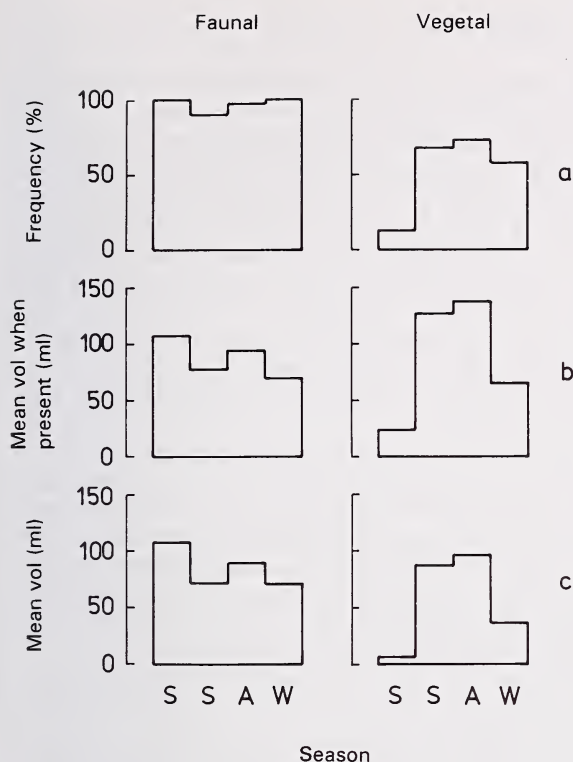 Faunal Vegetal
Frequency (%)
100
50
0
a
Mean vol when
present (ml)
150
100
50
0
b
Mean vol (ml)
150
100
50
0
c
S S A W S S A W
Season